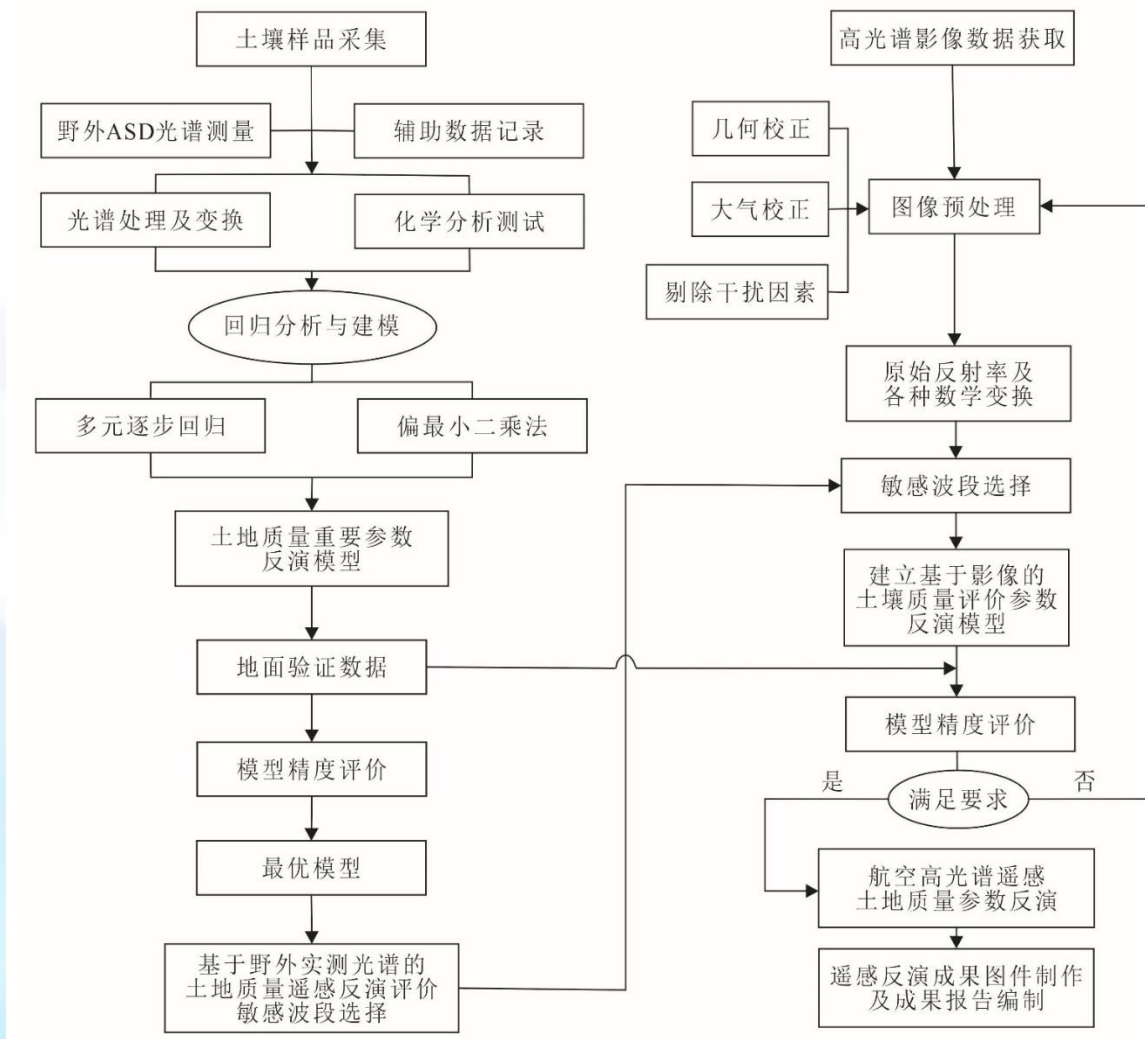 土壤样品采集
野外ASD光谱测量
辅助数据记录
光谱处理及变换
化学分析测试
回归分析与建模
多元逐步回归
偏最小二乘法
土地质量重要参数
反演模型
地面验证数据
模型精度评价
最优模型
基于野外实测光谱的
土地质量遥感反演评价
敏感波段选择
高光谱影像数据获取
几何校正
大气校正
剔除干扰因素
图像预处理
原始反射率及
各种数学变换
敏感波段选择
建立基于影像的
土壤质量评价参数
反演模型
模型精度评价
是
满足要求
否
航空高光谱遥感
土地质量参数反演
遥感反演成果图件制作
及成果报告编制